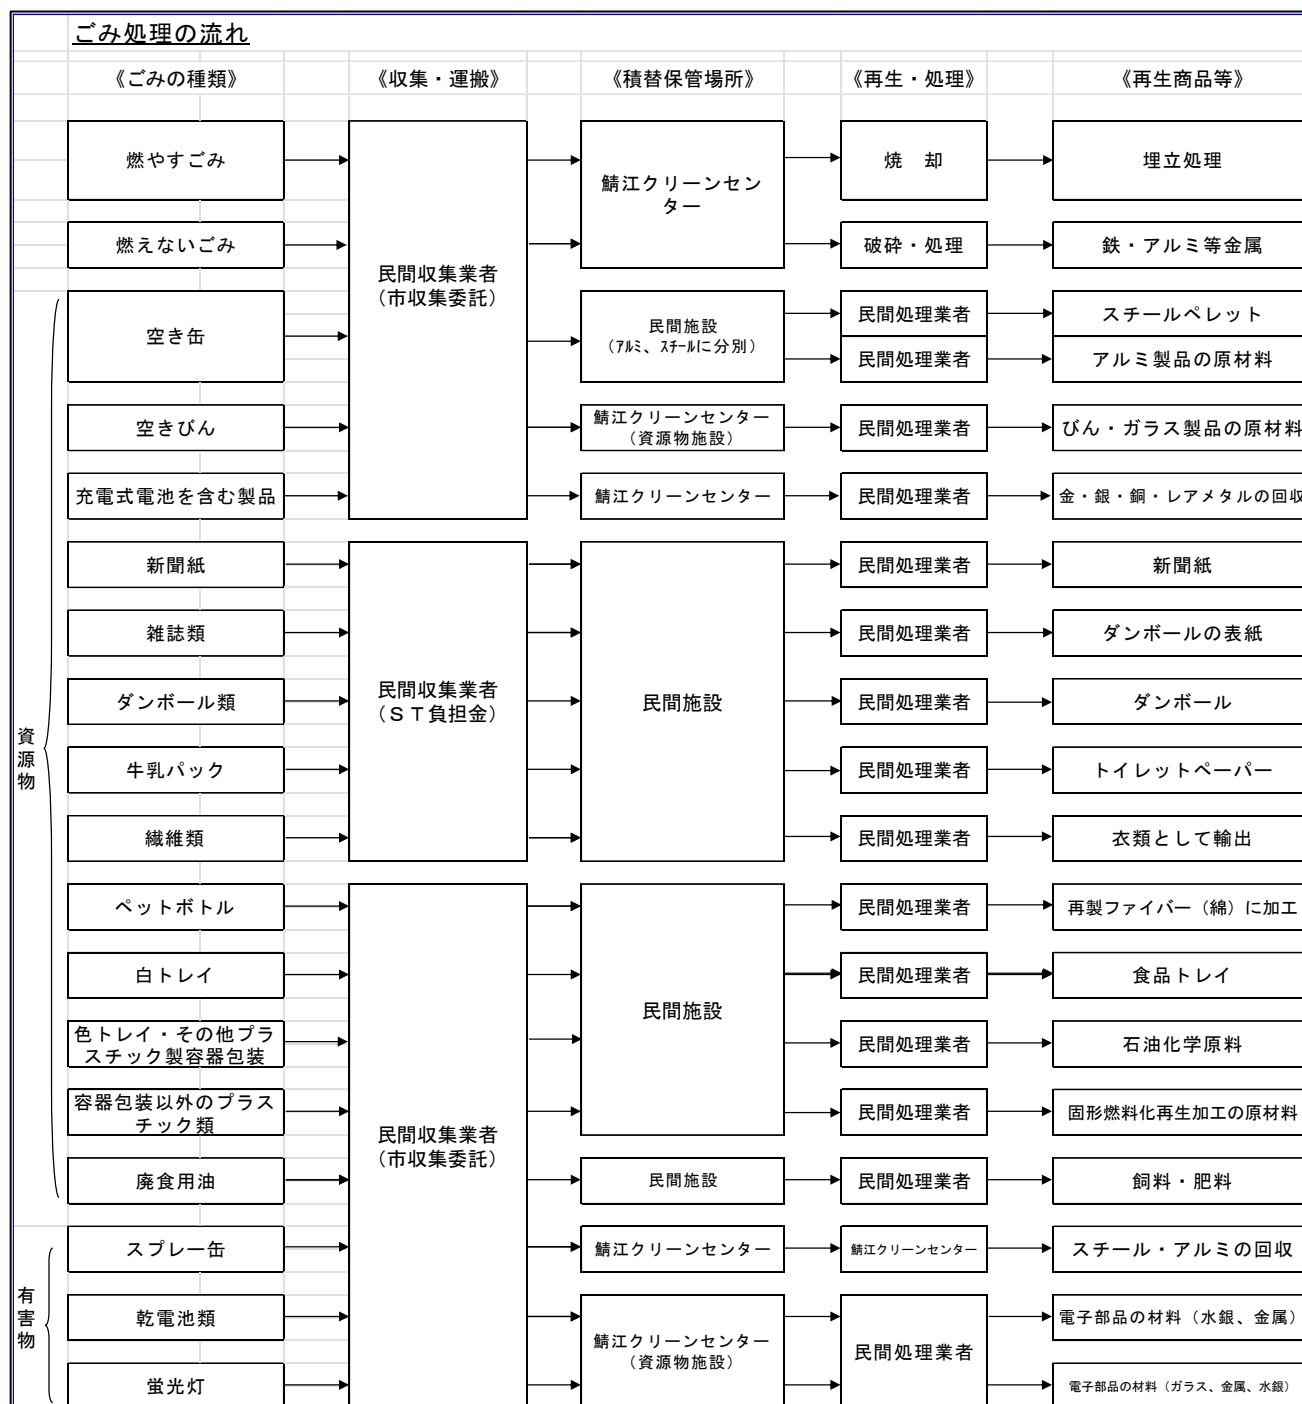 ごみ処理の流れ
《ごみの種類》 《収集・運搬》 《積替保管場所》 《再生・処理》 《再生商品等》
燃やすごみ
焼　却
埋立処理
鯖江クリーンセン
ター
燃えないごみ
破砕・処理
鉄・アルミ等金属
民間収集業者
（市収集委託）
空き缶
民間施設
（ｱﾙﾐ、ｽﾁｰﾙに分別）
民間処理業者
スチールペレット
民間処理業者
アルミ製品の原材料
空きびん
鯖江クリーンセンター
（資源物施設）
民間処理業者
びん・ガラス製品の原材料
充電式電池を含む製品
鯖江クリーンセンター
民間処理業者
金・銀・銅・レアメタルの回収
新聞紙
民間処理業者
新聞紙
雑誌類
民間処理業者
ダンボールの表紙
民間収集業者
（ＳＴ負担金）
ダンボール類
民間施設
民間処理業者
ダンボール
資
源
物
牛乳パック
民間処理業者
トイレットペーパー
繊維類
民間処理業者
衣類として輸出
ペットボトル
民間処理業者
再製ファイバー（綿）に加工
白トレイ
民間処理業者
食品トレイ
民間施設
色トレイ・その他プラ
スチック製容器包装
民間処理業者
石油化学原料
容器包装以外のプラス
チック類
民間処理業者
固形燃料化再生加工の原材料
民間収集業者
（市収集委託）
廃食用油
民間施設
民間処理業者
飼料・肥料
スプレー缶
鯖江クリーンセンター
鯖江クリーンセンター
スチール・アルミの回収
有
害
物
乾電池類
電子部品の材料（水銀、金属）
鯖江クリーンセンター
（資源物施設）
民間処理業者
蛍光灯
電子部品の材料（ガラス、金属、水銀）